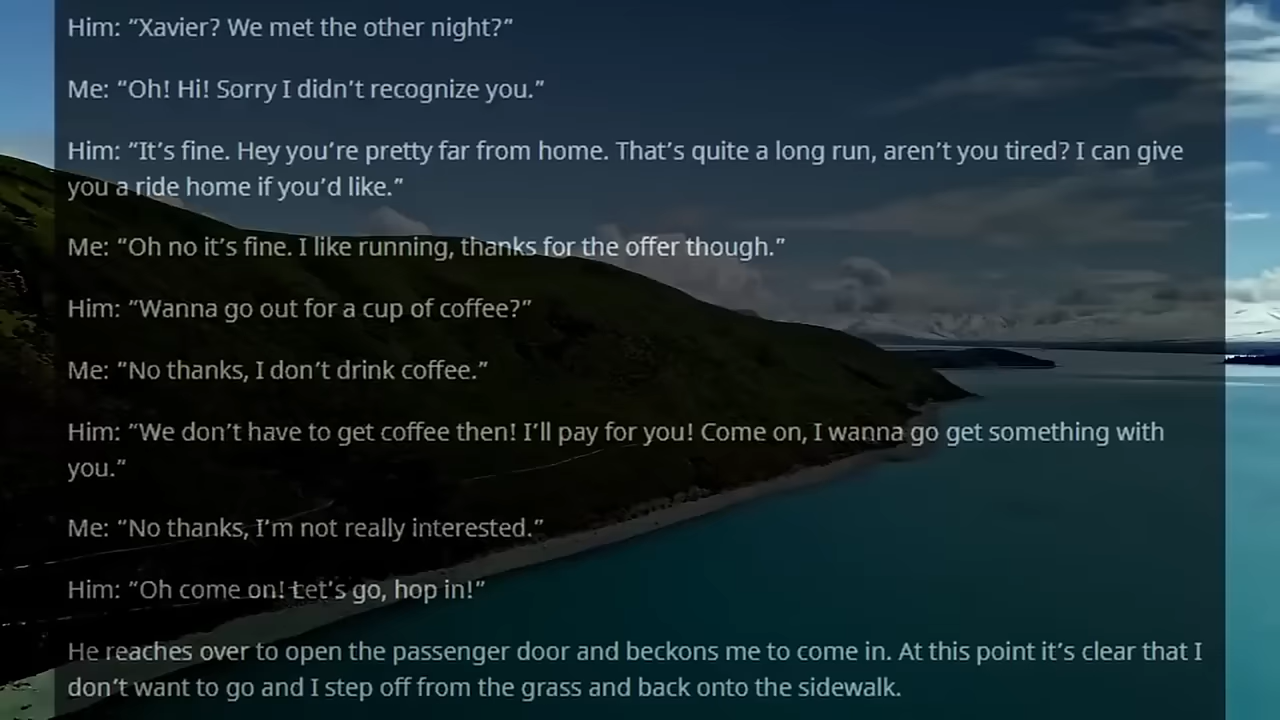 Him: “Xavier? We met the other night?”
Me: “Oh! Hi! Sorry I didn’t recognize you.”
Him: “It’s fine. Hey you’re pretty far from home. That’s quite a long run, aren’t you tired? I can give
you a ride home if you’d like.”
Me: “Oh no it’s fine. I like running, thanks for the offer though.”
Him: “Wanna go out for a cup of coffee?”
Me: “No thanks, I don’t drink coffee.”
Him: “We don’t have to get coffee then! I’ll pay for you! Come on, I wanna go get something with
you.”
Me: “No thanks, I’m not really interested.”
Him: “Oh come on! Let’s go, hop in!”
He reaches over to open the passenger door and beckons me to come in. At this point it’s clear that I
don’t want to go and I step off from the grass and back onto the sidewalk.